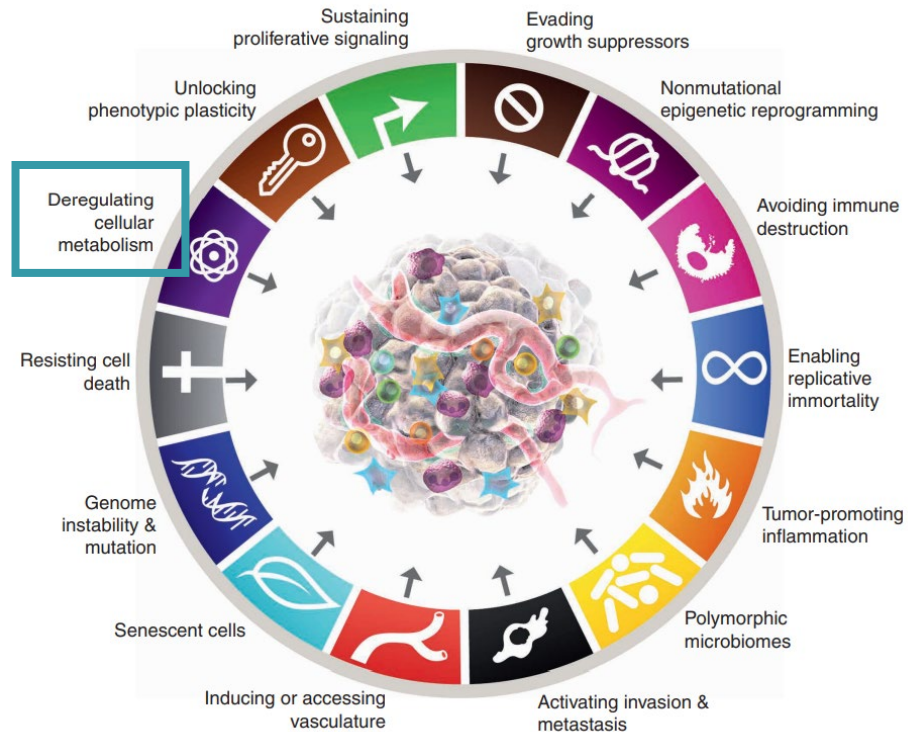 Sustaining
proliferative signaling
Evading
growth suppressors
Nonmutational
epigenetic reprogramming
Avoiding immune
destruction
Enabling
replicative
immortality
Tumor-promoting
inflammation
Polymorphic
microbiomes
Activating invasion &
metastasis
Inducing or accessing
vasculature
Senescent cells
Genome
instability &
mutation
Resisting cell
death
Deregulating
cellular
metabolism
Unlocking
phenotypic plasticity